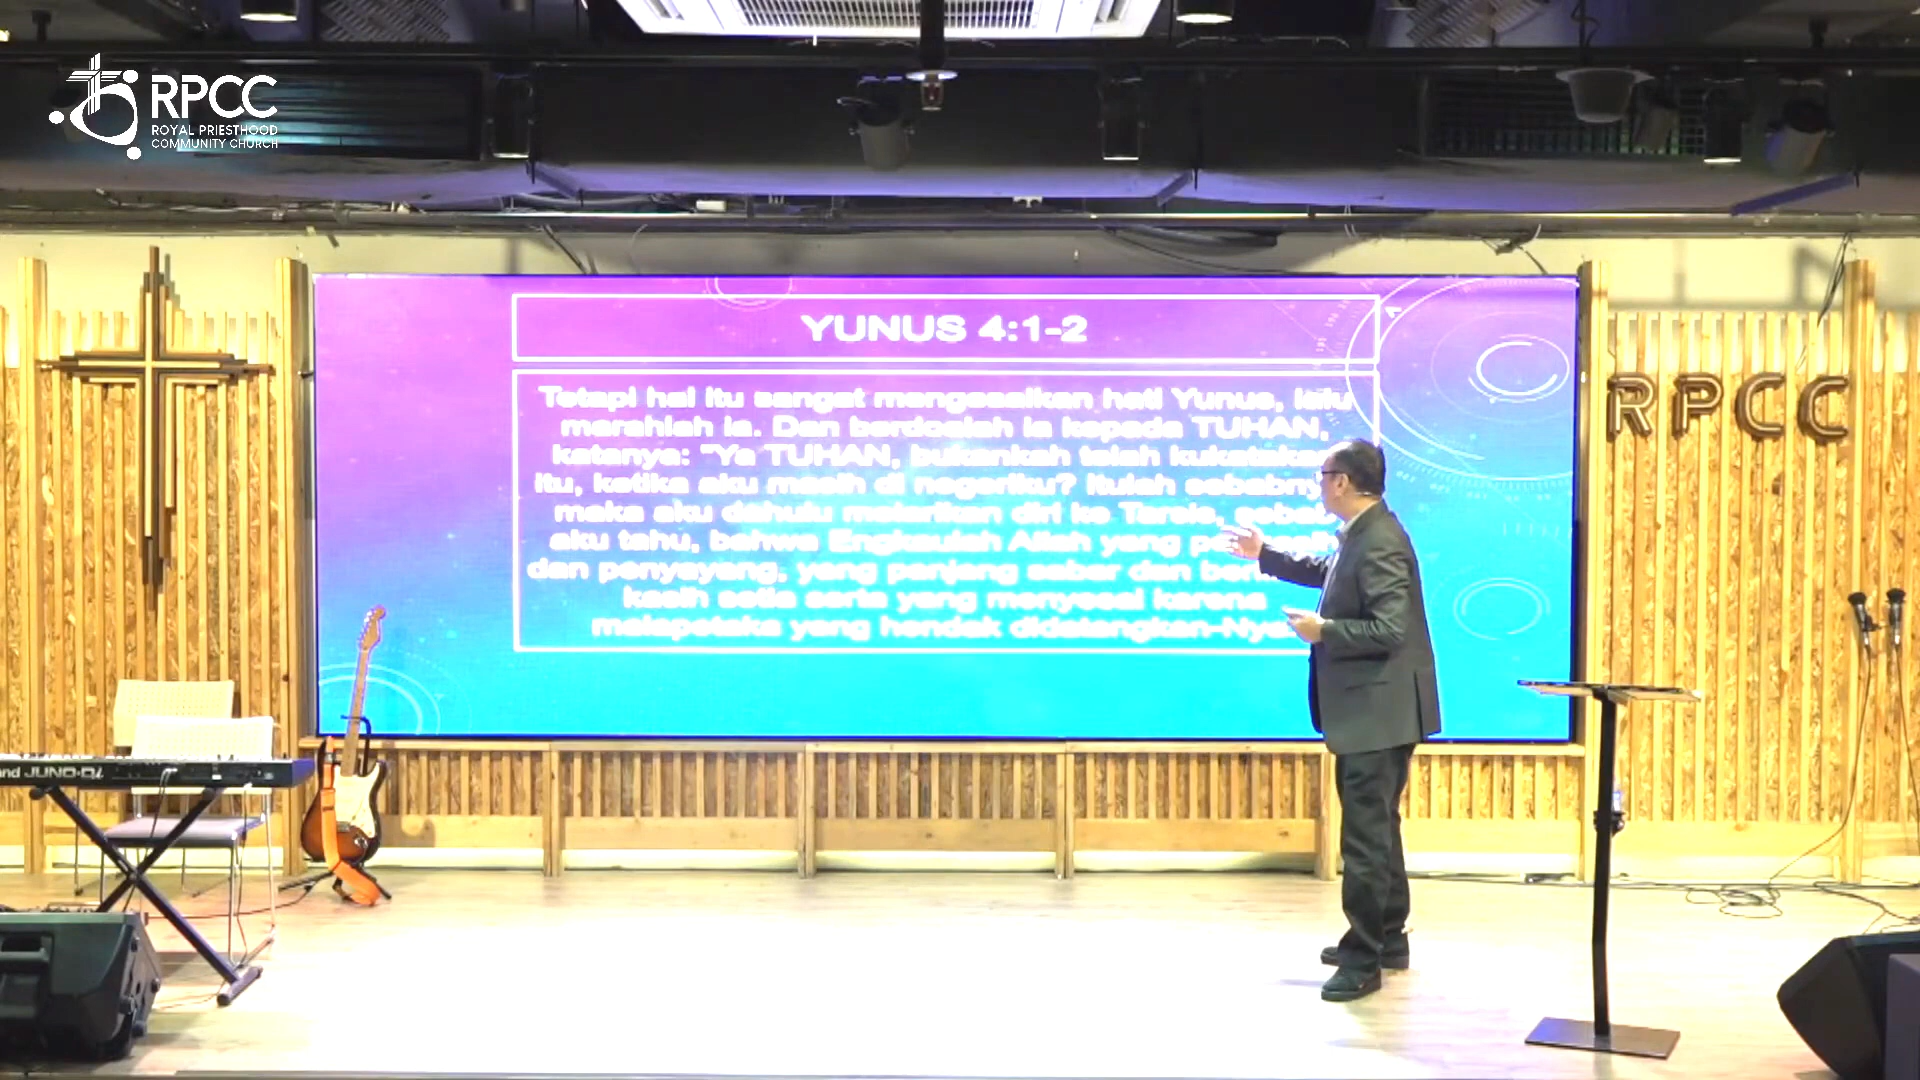 RPCC
ROYAL PRIESTHOOD
COMMUNITY CHURCH
YUNUS 4:1-2
Tetapi hal itu sangat mengesalkan hati Yunus, lalu
marahlah ia. Dan berdoalah ia kepada TUHAN,
katanya: "Ya TUHAN, bukankah telah
itu, ketika aku masih di negeriku? Itulah
maka aku dahulu melarikan diri ke Tarsis,
aku tahu, bahwa Engkaulah Allah yang
dan penyayang, yang panjang sabar dan
kasih setia serta yang menyesal karena
malapetaka yang hendak didatangkan-Nya
RPCC
JUNO-Di